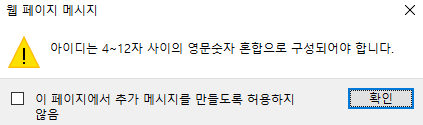 웹 페이지 메시지
아이디는 4~12자 사이의 영문숫자 혼합으로 구성되어야 합니다.
이 페이지에서 추가 메시지를 만들도록 허용하지
않음
확인